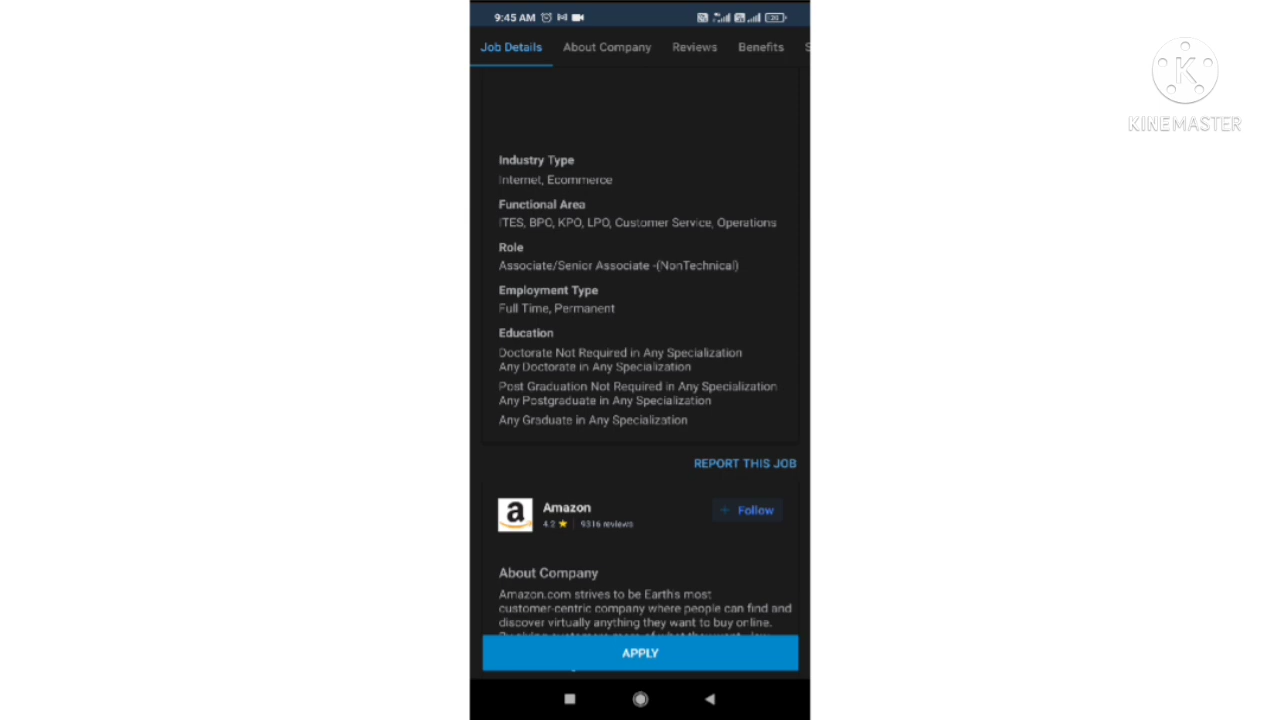 9:45 AM
Job Details About Company Reviews Benefits S
K
KINEMASTER
Industry Type
Internet, Ecommerce
Functional Area
ITES, BPO, KPO, LPO, Customer Service, Operations
Role
Associate/Senior Associate -(NonTechnical)
Employment Type
Full Time, Permanent
Education
Doctorate Not Required in Any Specialization
Any Doctorate in Any Specialization
Post Graduation Not Required in Any Specialization
Any Postgraduate in Any Specialization
Any Graduate in Any Specialization
REPORT THIS JOB
a
Amazon
+ Follow
4.2 ★ | 9316 reviews
About Company
Amazon.com strives to be Earth's most
customer-centric company where people can find and
discover virtually anything they want to buy online.
APPLY